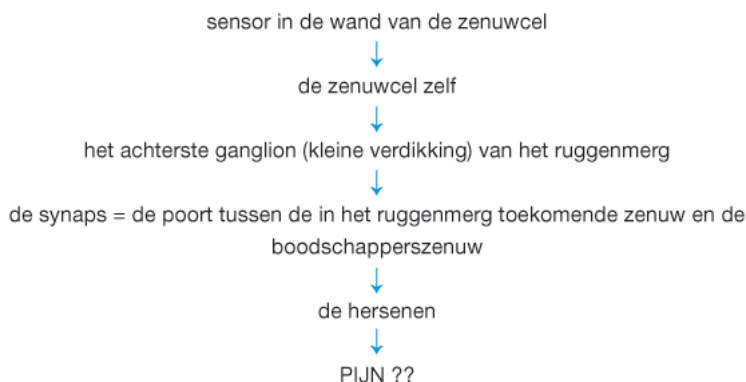 sensor in de wand van de zenuwcel
↓
de zenuwcel zelf
↓
het achterste ganglion (kleine verdikking) van het ruggenmerg
↓
de synaps = de poort tussen de in het ruggenmerg toekomende zenuw en de
boodschapperszenuw
↓
de hersenen
↓
PIJN ??